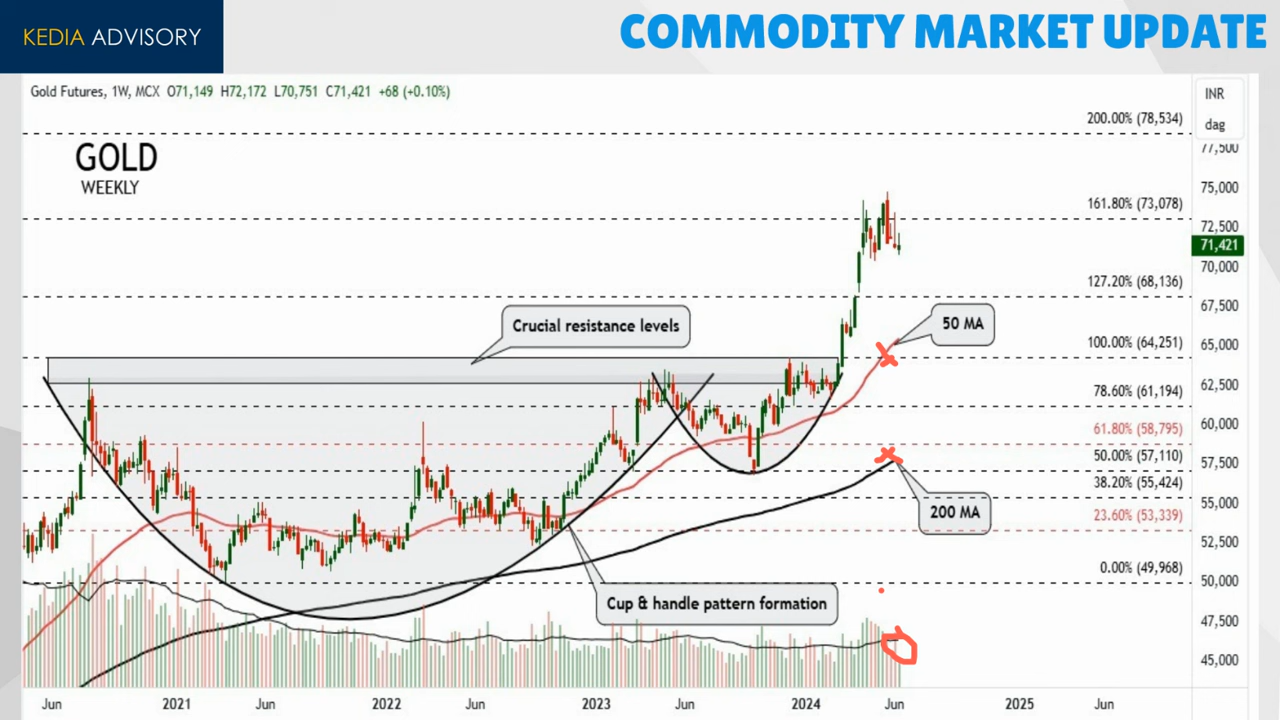 KEDIA ADVISORY
COMMODITY MARKET UPDATE
Gold Futures, 1W, MCX O71,149 H72,172 L70,751 C71,421 +68 (+0.10%)
INR
dag
200.00% (78,534)
77,500
GOLD
WEEKLY
75,000
161.80% (73,078)
72,500
71,421
70,000
127.20% (68,136)
67,500
Crucial resistance levels
50 MA
100.00% (64,251)
65,000
78.60% (61,194)
62,500
61.80% (58,795)
60,000
50.00% (57,110)
57,500
38.20% (55,424)
55,000
200 MA
23.60% (53,339)
52,500
0.00% (49,968)
50,000
Cup & handle pattern formation
47,500
45,000
Jun 2021 Jun 2022 Jun 2023 Jun 2024 Jun 2025 Jun